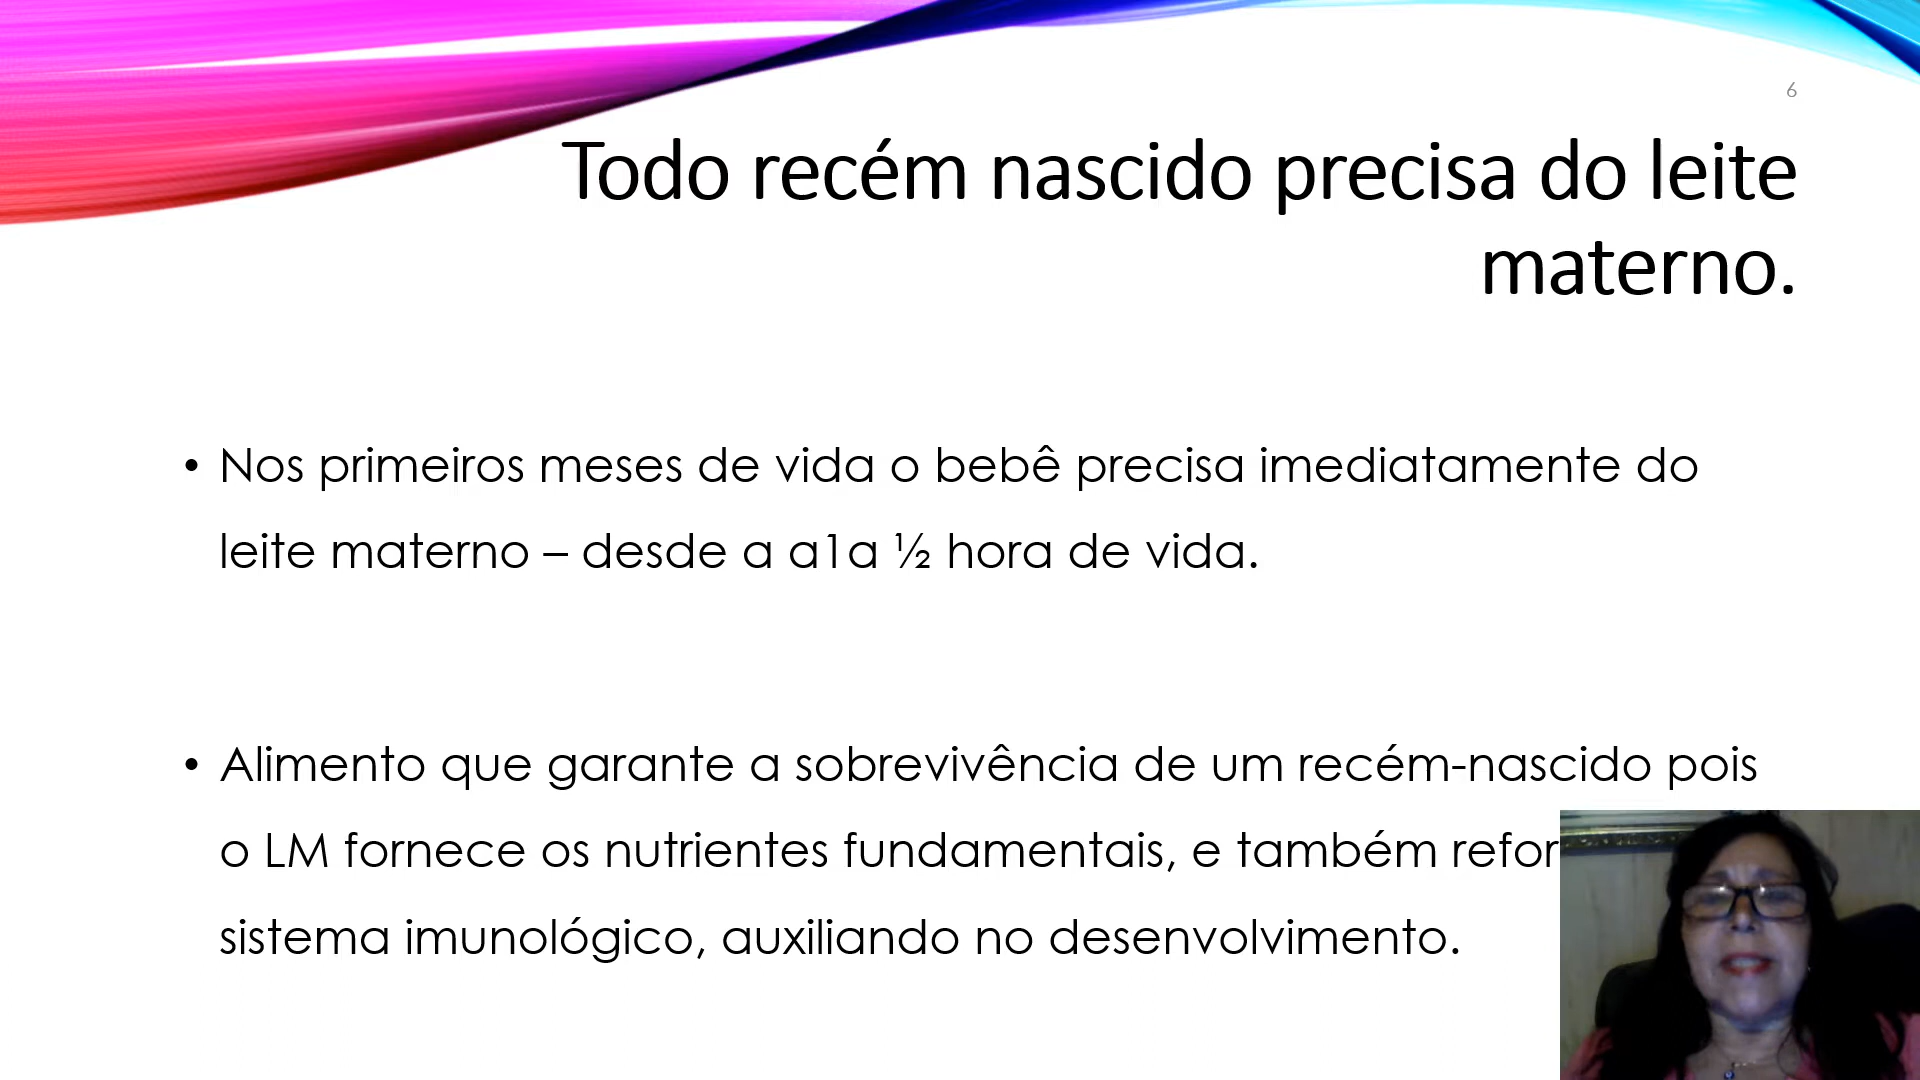 6
Todo recém nascido precisa do leite
materno.
• Nos primeiros meses de vida o bebê precisa imediatamente do
leite materno – desde a a1a ½ hora de vida.
• Alimento que garante a sobrevivência de um recém-nascido pois
o LM fornece os nutrientes fundamentais, e também
sistema imunológico, auxiliando no desenvolvimento.